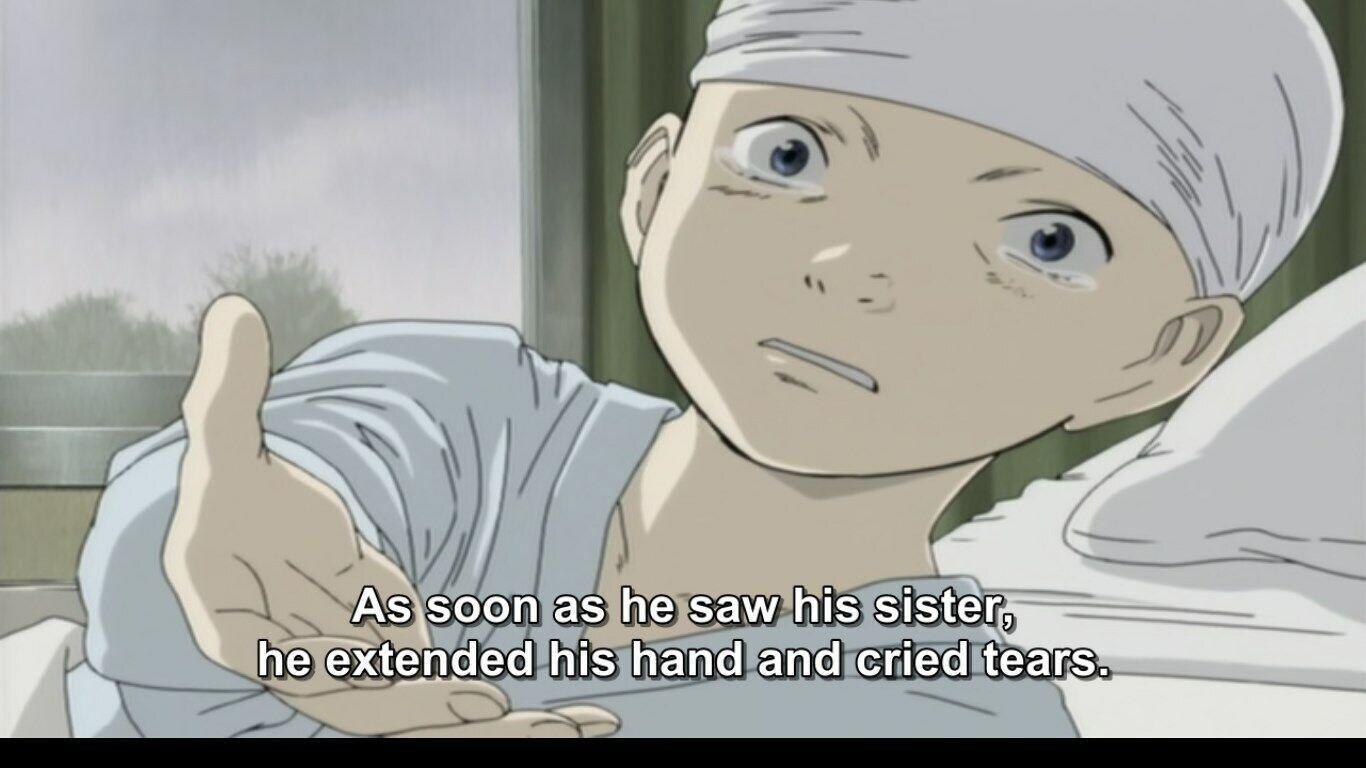 As soon as he saw his sister,
he extended his hand and cried tears.